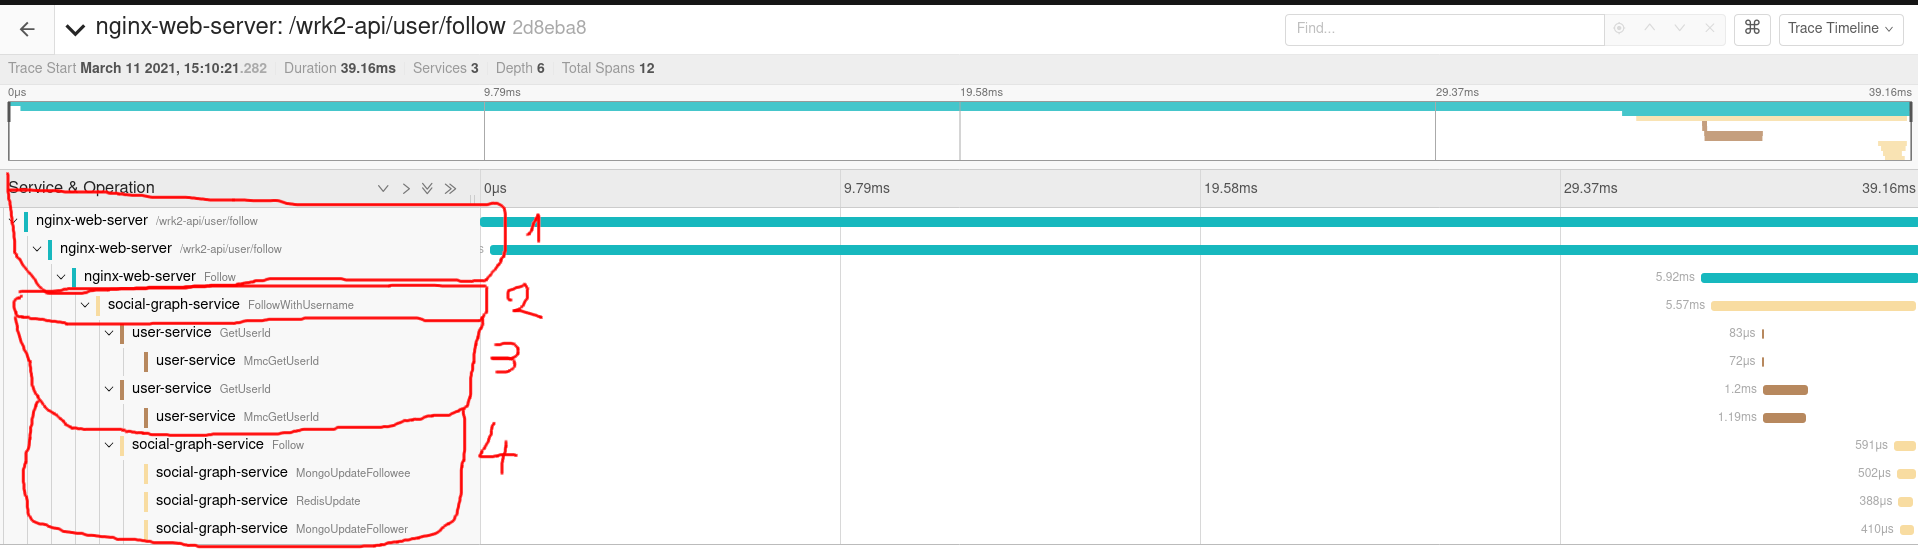 nginx-web-server: /wrk2-api/user/follow 2d8eba8 Find... ⌘ Trace Timeline
Trace Start March 11 2021, 15:10:21.282 Duration 39.16ms Services 3 Depth 6 Total Spans 12
0μs 9.79ms 19.58ms 29.37ms 39.16ms
Service & Operation 0μs 9.79ms 19.58ms 29.37ms 39.16ms
nginx-web-server /wrk2-api/user/follow 1
nginx-web-server /wrk2-api/user/follow s
nginx-web-server Follow 5.92ms
social-graph-service FollowWithUsername 2 5.57ms
user-service GetUserId 83μs
user-service MmcGetUserId 3 72μs
user-service GetUserId 1.2ms
user-service MmcGetUserId 1.19ms
social-graph-service Follow 4 591μs
social-graph-service MongoUpdateFollowee 502μs
social-graph-service RedisUpdate 388μs
social-graph-service MongoUpdateFollower 410μs